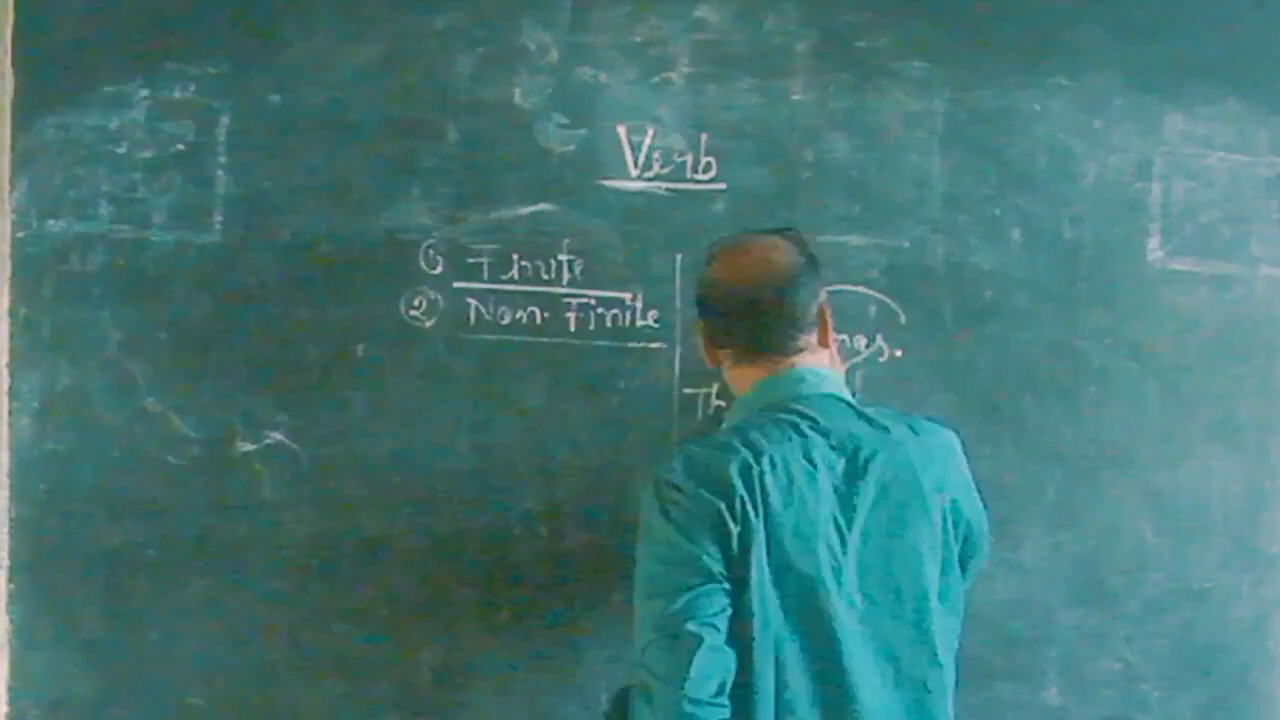 Verb
① Finite
② Non-Finite